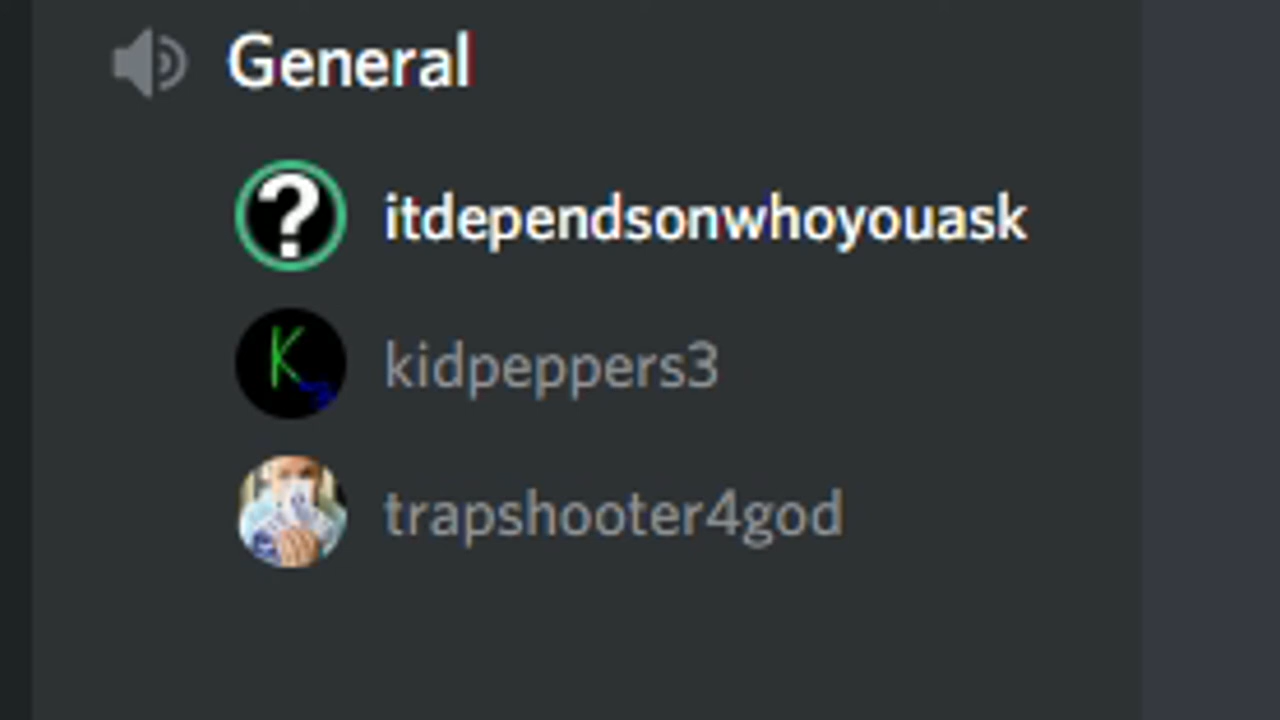 General
?
itdependsonwhoyouask
K
kidpeppers3
trapshooter4god